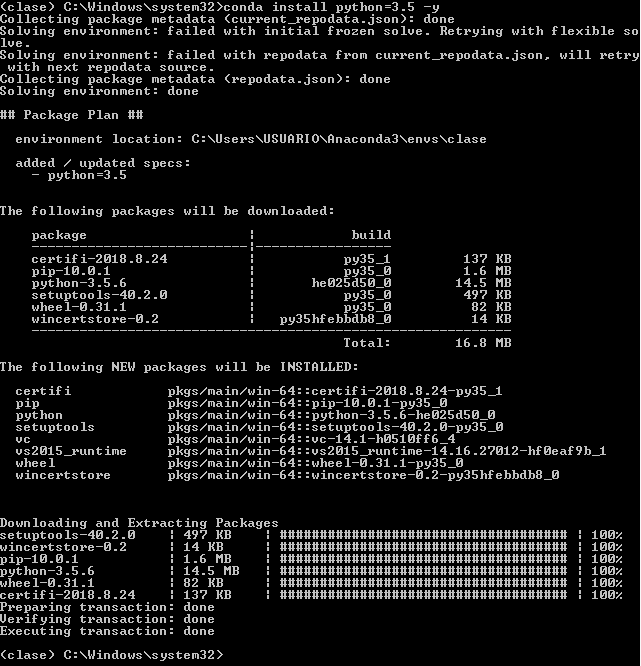 (clase) C:\Windows\system32>conda install python=3.5 -y
Collecting package metadata (current_repodata.json): done
Solving environment: failed with initial frozen solve. Retrying with flexible so
lve.
Solving environment: failed with repodata from current_repodata.json, will retry
with next repodata source.
Collecting package metadata (repodata.json): done
Solving environment: done
## Package Plan ##
environment location: C:\Users\USUARIO\Anaconda3\envs\clase
added / updated specs:
- python=3.5
The following packages will be downloaded:
package | build
---------------------------|-----------------
certifi-2018.8.24 | py35_1 137 KB
pip-10.0.1 | py35_0 1.6 MB
python-3.5.6 | he025d50_0 14.5 MB
setuptools-40.2.0 | py35_0 497 KB
wheel-0.31.1 | py35_0 82 KB
wincertstore-0.2 | py35hfebbdb8_0 14 KB
------------------------------------------------------------
Total: 16.8 MB
The following NEW packages will be INSTALLED:
certifi pkgs/main/win-64::certifi-2018.8.24-py35_1
pip pkgs/main/win-64::pip-10.0.1-py35_0
python pkgs/main/win-64::python-3.5.6-he025d50_0
setuptools pkgs/main/win-64::setuptools-40.2.0-py35_0
vc pkgs/main/win-64::vc-14.1-h0510ff6_4
vs2015_runtime pkgs/main/win-64::vs2015_runtime-14.16.27012-hf0eaf9b_1
wheel pkgs/main/win-64::wheel-0.31.1-py35_0
wincertstore pkgs/main/win-64::wincertstore-0.2-py35hfebbdb8_0
Downloading and Extracting Packages
setuptools-40.2.0 | 497 KB | #################################### | 100%
wincertstore-0.2 | 14 KB | #################################### | 100%
pip-10.0.1 | 1.6 MB | #################################### | 100%
python-3.5.6 | 14.5 MB | #################################### | 100%
wheel-0.31.1 | 82 KB | #################################### | 100%
certifi-2018.8.24 | 137 KB | #################################### | 100%
Preparing transaction: done
Verifying transaction: done
Executing transaction: done
(clase) C:\Windows\system32>